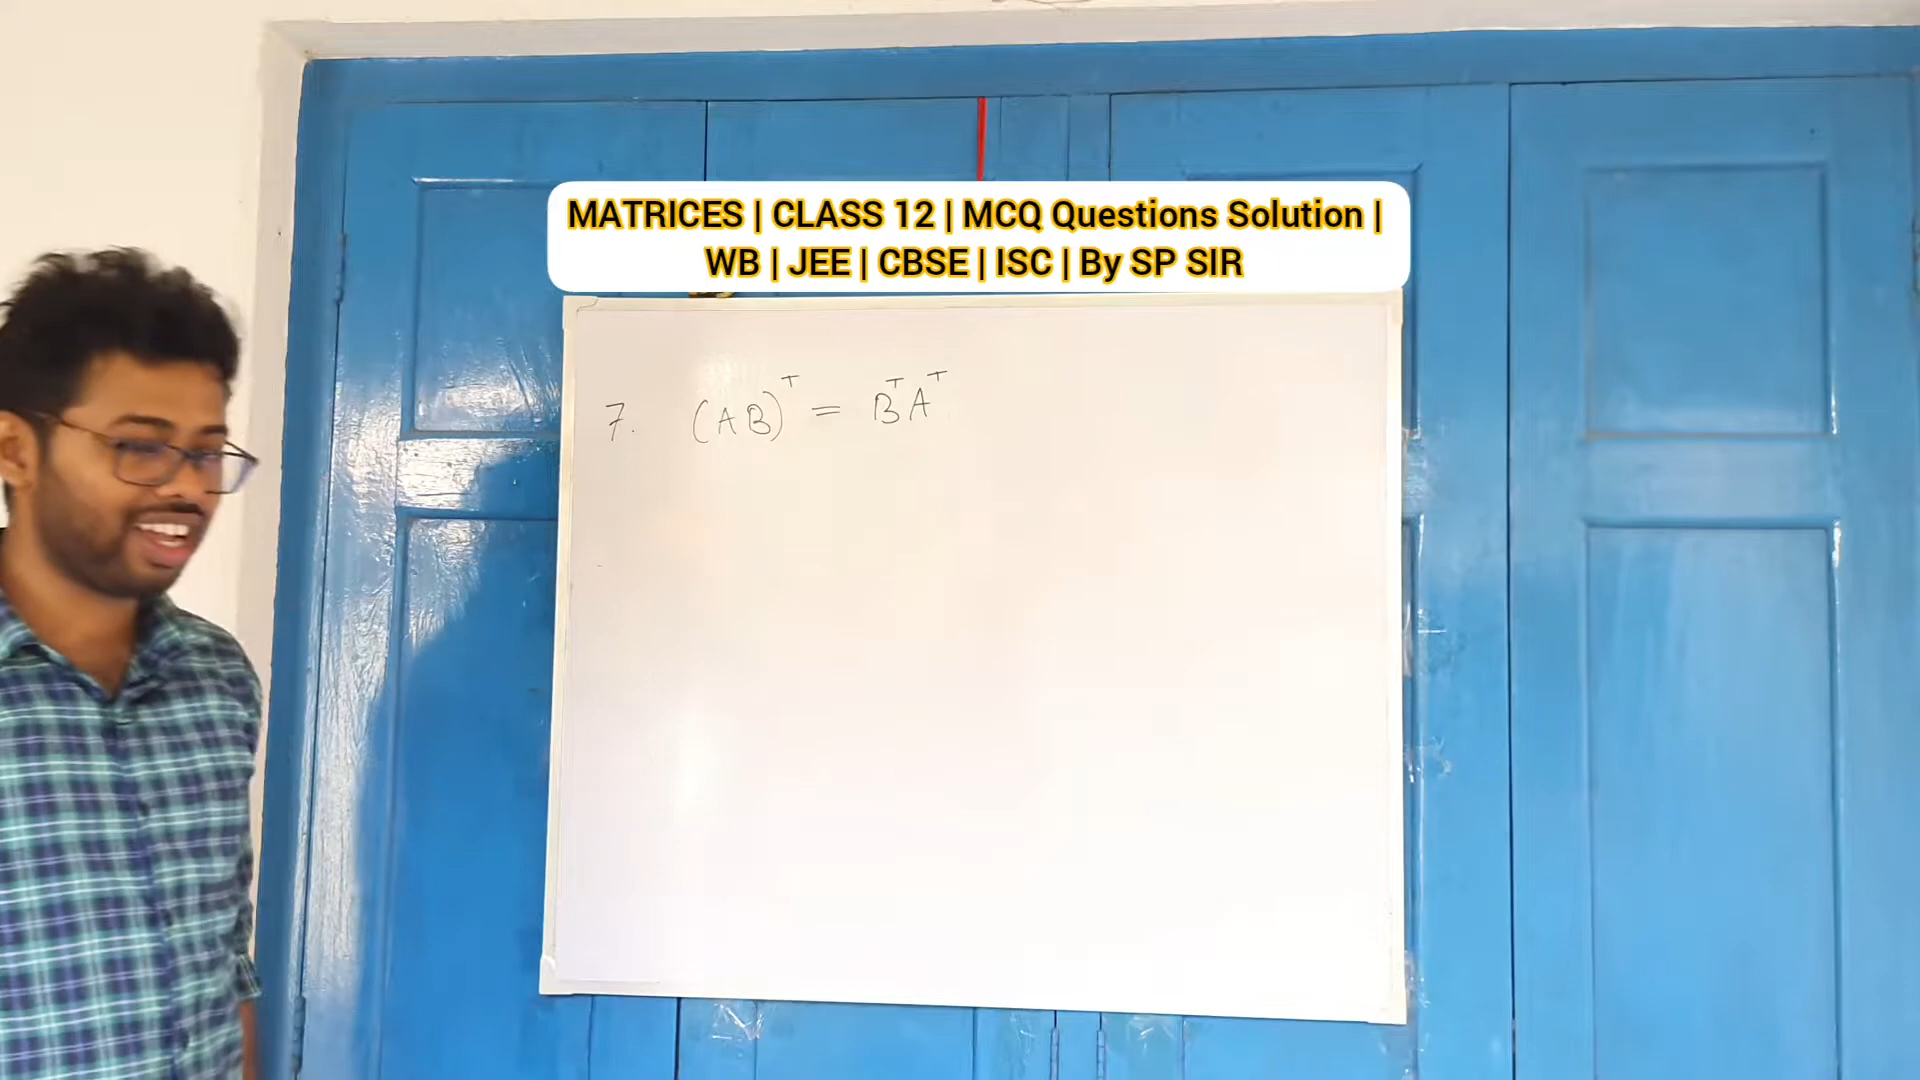 MATRICES | CLASS 12 | MCQ Questions Solution |
WB | JEE | CBSE | ISC | By SP SIR
7. (AB)ᵀ = BᵀAᵀ